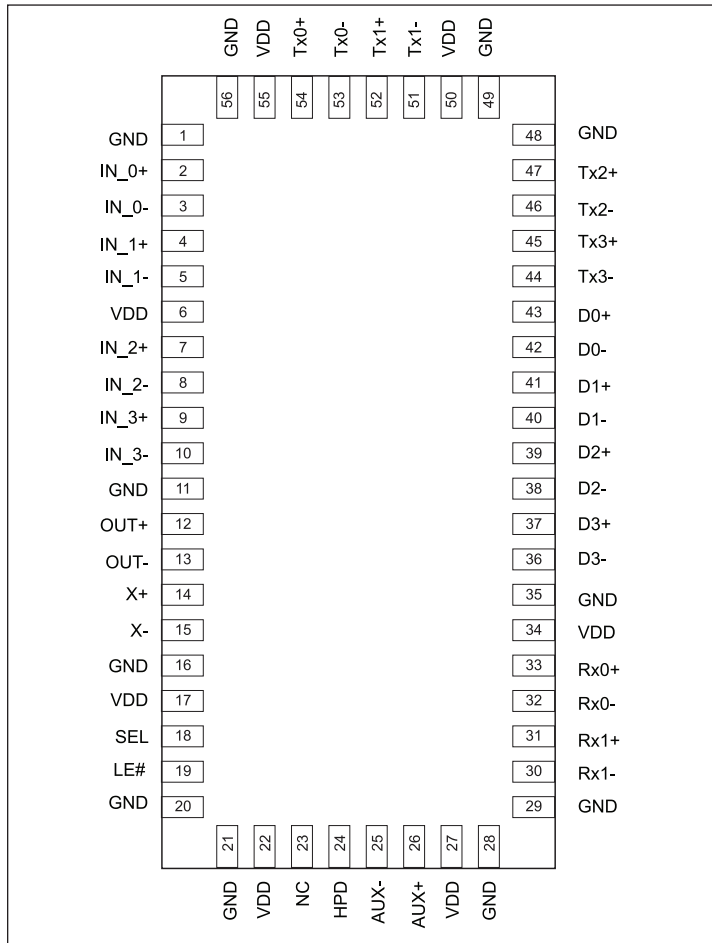 GND VDD Tx0+ Tx0- Tx1+ Tx1- VDD GND
56 55 54 53 52 51 50 49
GND 1 48 GND
IN_0+ 2 47 Tx2+
IN_0- 3 46 Tx2-
IN_1+ 4 45 Tx3+
IN_1- 5 44 Tx3-
VDD 6 43 D0+
IN_2+ 7 42 D0-
IN_2- 8 41 D1+
IN_3+ 9 40 D1-
IN_3- 10 39 D2+
GND 11 38 D2-
OUT+ 12 37 D3+
OUT- 13 36 D3-
X+ 14 35 GND
X- 15 34 VDD
GND 16 33 Rx0+
VDD 17 32 Rx0-
SEL 18 31 Rx1+
LE# 19 30 Rx1-
GND 20 29 GND
21 22 23 24 25 26 27 28
GND VDD NC HPD AUX- AUX+ VDD GND